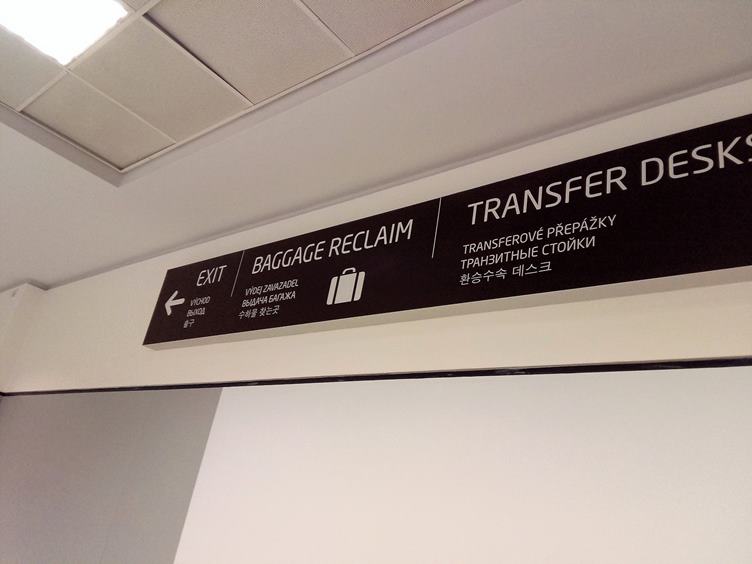 EXIT
VÝCHOD
ВЫХОД
출구
BAGGAGE RECLAIM
VÝDEJ ZAVAZADEL
ВЫДАЧА БАГАЖА
수하물 찾는곳
TRANSFER DESKS
TRANSFEROVÉ PŘEPÁŽKY
ТРАНЗИТНЫЕ СТОЙКИ
환승수속 데스크